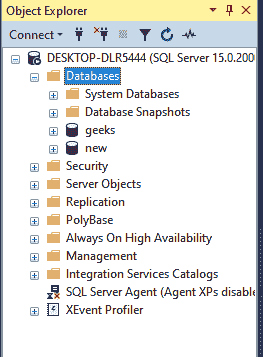 Object Explorer
Connect
DESKTOP-DLR5444 (SQL Server 15.0.200
Databases
System Databases
Database Snapshots
geeks
new
Security
Server Objects
Replication
PolyBase
Always On High Availability
Management
Integration Services Catalogs
SQL Server Agent (Agent XPs disable
XEvent Profiler